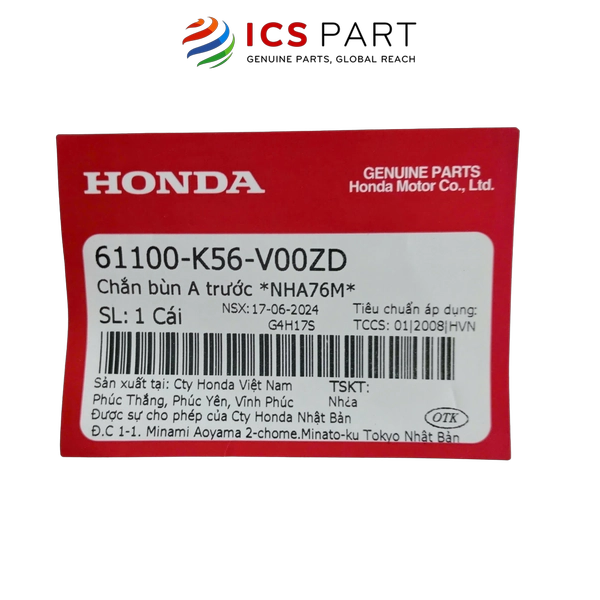 ICS PART
GENUINE PARTS, GLOBAL REACH
HONDA
GENUINE PARTS
Honda Motor Co., Ltd.
61100-K56-V00ZD
Chắn bùn A trước *NHA76M*
SL: 1 Cái
NSX: 17-06-2024
G4H17S
Tiêu chuẩn áp dụng:
TCCS: 01|2008|HVN
Sản xuất tại: Cty Honda Việt Nam
TSKT:
Phúc Thắng, Phúc Yên, Vĩnh Phúc
Nhựa
Được sự cho phép của Cty Honda Nhật Bản
OTK
Đ.C 1-1. Minami Aoyama 2-chome.Minato-ku Tokyo Nhật Bản